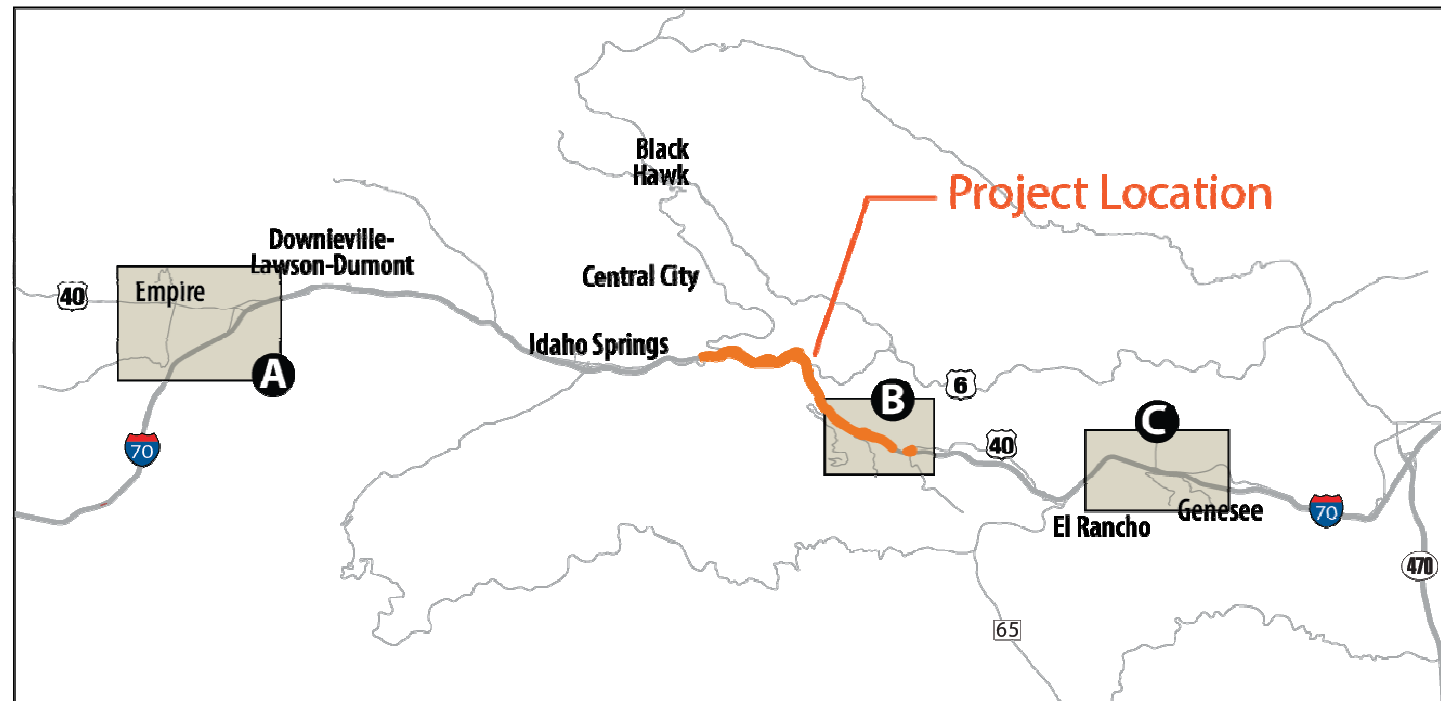 Black
Hawk
Project Location
Downieville-
Lawson-Dumont
Central City
40
Empire
Idaho Springs
A
6
B
40
C
70
Genesee
70
El Rancho
470
65